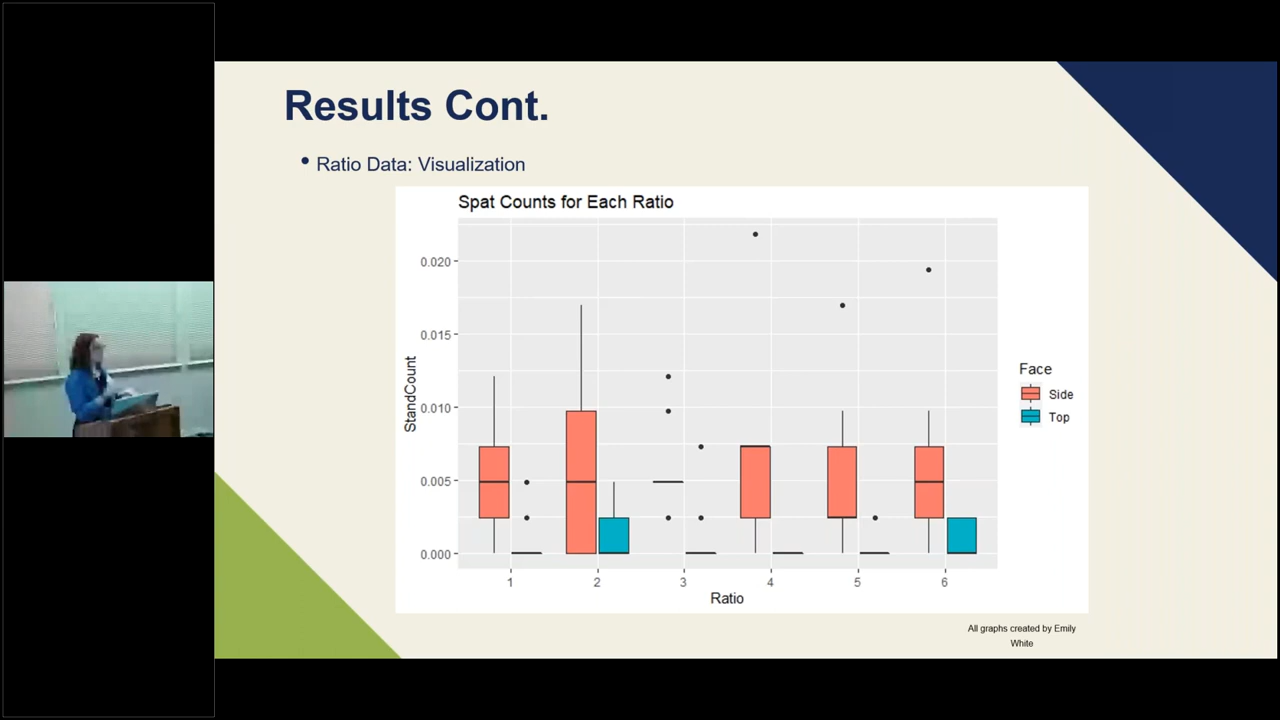 Results Cont.
• Ratio Data: Visualization
Spat Counts for Each Ratio
0.020
0.015
0.010
0.005
0.000
StandCount
1 2 3 4 5 6
Ratio
Face
Side
Top
All graphs created by Emily
White